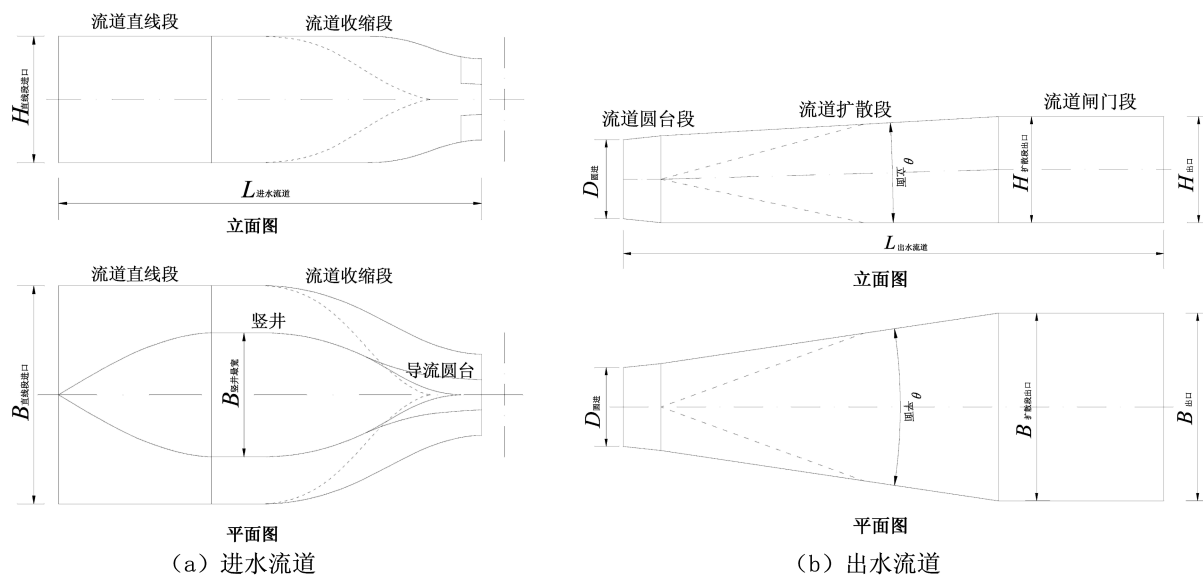 流道直线段 流道收缩段
H直线段进口
L进水流道
立面图
流道直线段 流道收缩段
竖井
导流圆台
B直线段进口
B竖井最宽
平面图
(a) 进水流道
流道圆台段 流道扩散段 流道闸门段
D圆进
θ立面
H扩散段出口
H出口
L出水流道
立面图
D圆进
θ平面
B扩散段出口
B出口
平面图
(b) 出水流道